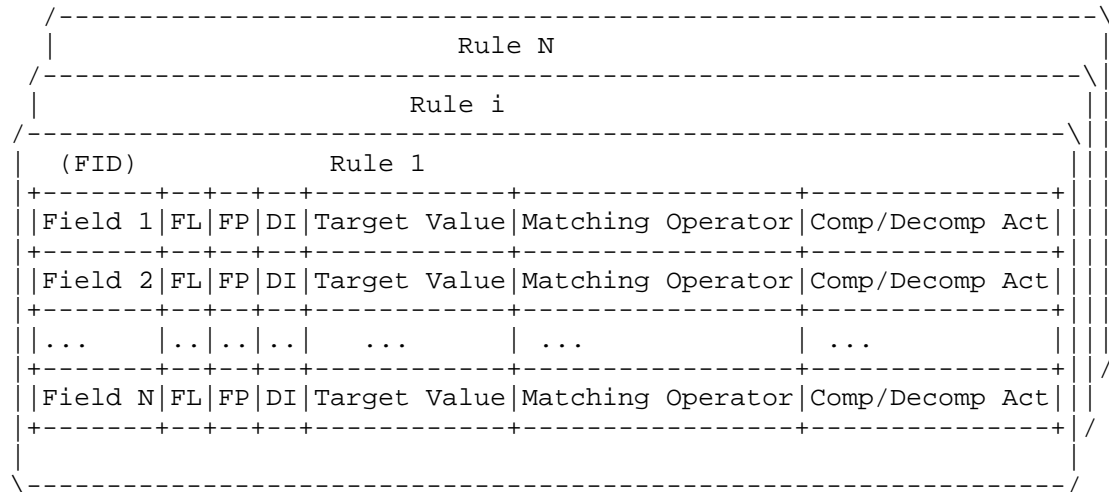 /-----------------------------------------------------------------\
|                         Rule N                                  |
/-----------------------------------------------------------------\|
|                       Rule i                                    ||
/-----------------------------------------------------------------\||
|  (FID)            Rule 1                                        |||
|+-------+--+--+--+------------+-----------------+---------------+|||
||Field 1|FL|FP|DI|Target Value|Matching Operator|Comp/Decomp Act||||
|+-------+--+--+--+------------+-----------------+---------------+|||
||Field 2|FL|FP|DI|Target Value|Matching Operator|Comp/Decomp Act||||
|+-------+--+--+--+------------+-----------------+---------------+|||
||...    |..|..|..|   ...      | ...             | ...           ||||
|+-------+--+--+--+------------+-----------------+---------------+||/
||Field N|FL|FP|DI|Target Value|Matching Operator|Comp/Decomp Act|||
|+-------+--+--+--+------------+-----------------+---------------+|/
|                                                                 |
\-----------------------------------------------------------------/